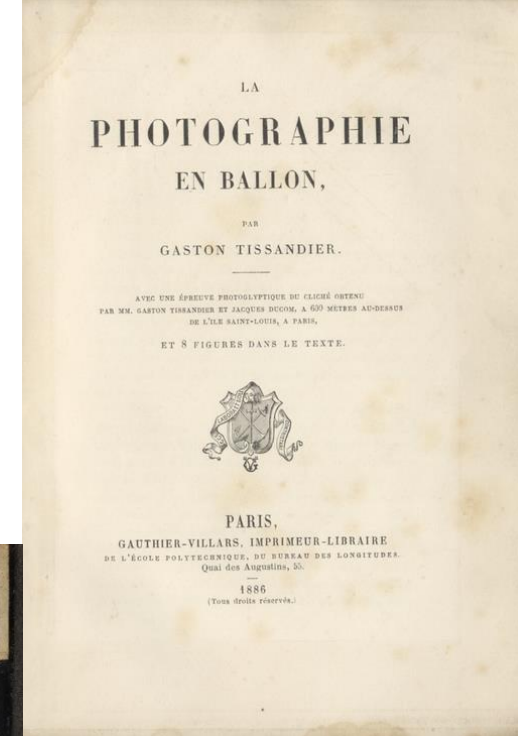 LA
PHOTOGRAPHIE
EN BALLON,
PAR
GASTON TISSANDIER.
AVEC UNE ÉPREUVE PHOTOGLYPTIQUE DU CLICHÉ OBTENU
PAR MM. GASTON TISSANDIER ET JACQUES DUCOM, A 600 MÈTRES AU-DESSUS
DE L'ILE SAINT-LOUIS, A PARIS,
ET 8 FIGURES DANS LE TEXTE.
PARIS,
GAUTHIER-VILLARS, IMPRIMEUR-LIBRAIRE
DE L'ÉCOLE POLYTECHNIQUE, DU BUREAU DES LONGITUDES.
Quai des Augustins, 55.
1886
(Tous droits réservés.)